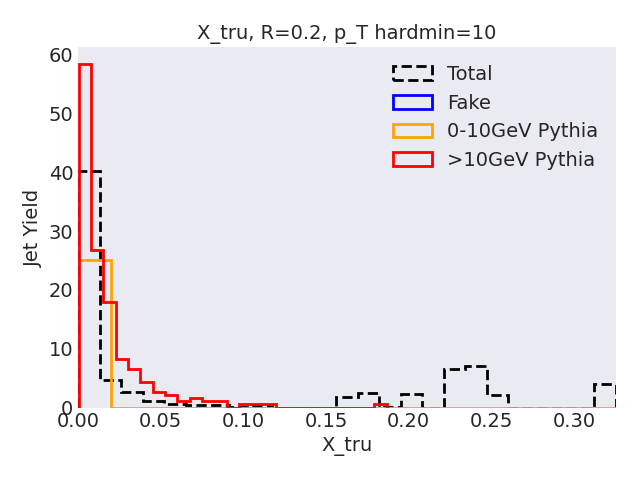 X_tru, R=0.2, p_T hardmin=10
60
50
40
30
20
10
0
Jet Yield
Total
Fake
0-10GeV Pythia
>10GeV Pythia
0.00 0.05 0.10 0.15 0.20 0.25 0.30
X_tru